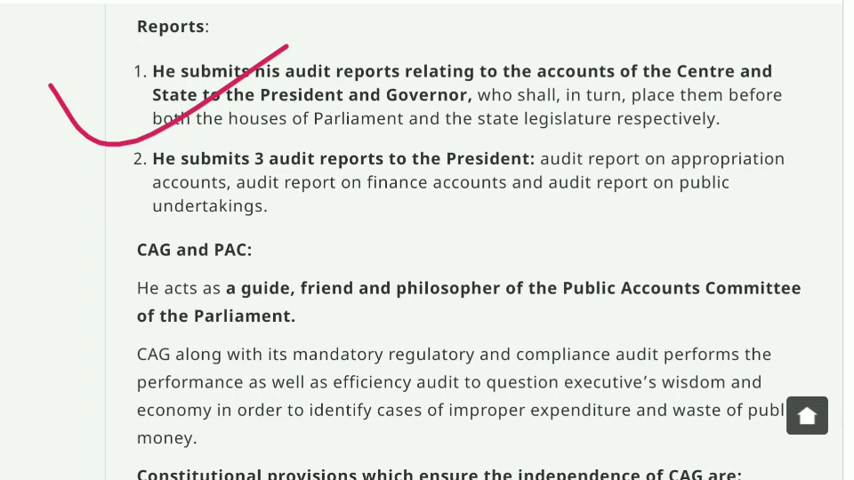 Reports:
1. He submits his audit reports relating to the accounts of the Centre and
State to the President and Governor, who shall, in turn, place them before
both the houses of Parliament and the state legislature respectively.
2. He submits 3 audit reports to the President: audit report on appropriation
accounts, audit report on finance accounts and audit report on public
undertakings.
CAG and PAC:
He acts as a guide, friend and philosopher of the Public Accounts Committee
of the Parliament.
CAG along with its mandatory regulatory and compliance audit performs the
performance as well as efficiency audit to question executive's wisdom and
economy in order to identify cases of improper expenditure and waste of publ
money.
Constitutional provisions which ensure the independence of CAG are: